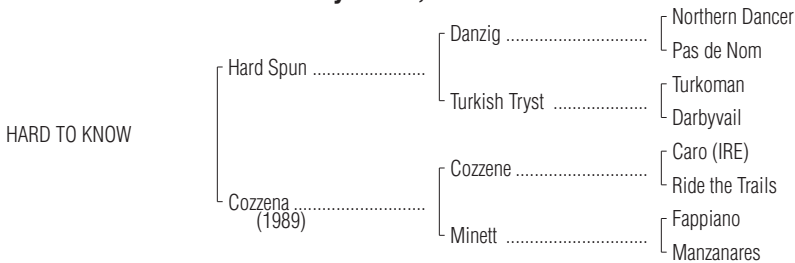 Northern Dancer
Danzig
Pas de Nom
Hard Spun
Turkoman
Turkish Tryst
Darbyvail
HARD TO KNOW
Caro (IRE)
Cozzene
Ride the Trails
Cozzena
(1989)
Fappiano
Minett
Manzanares